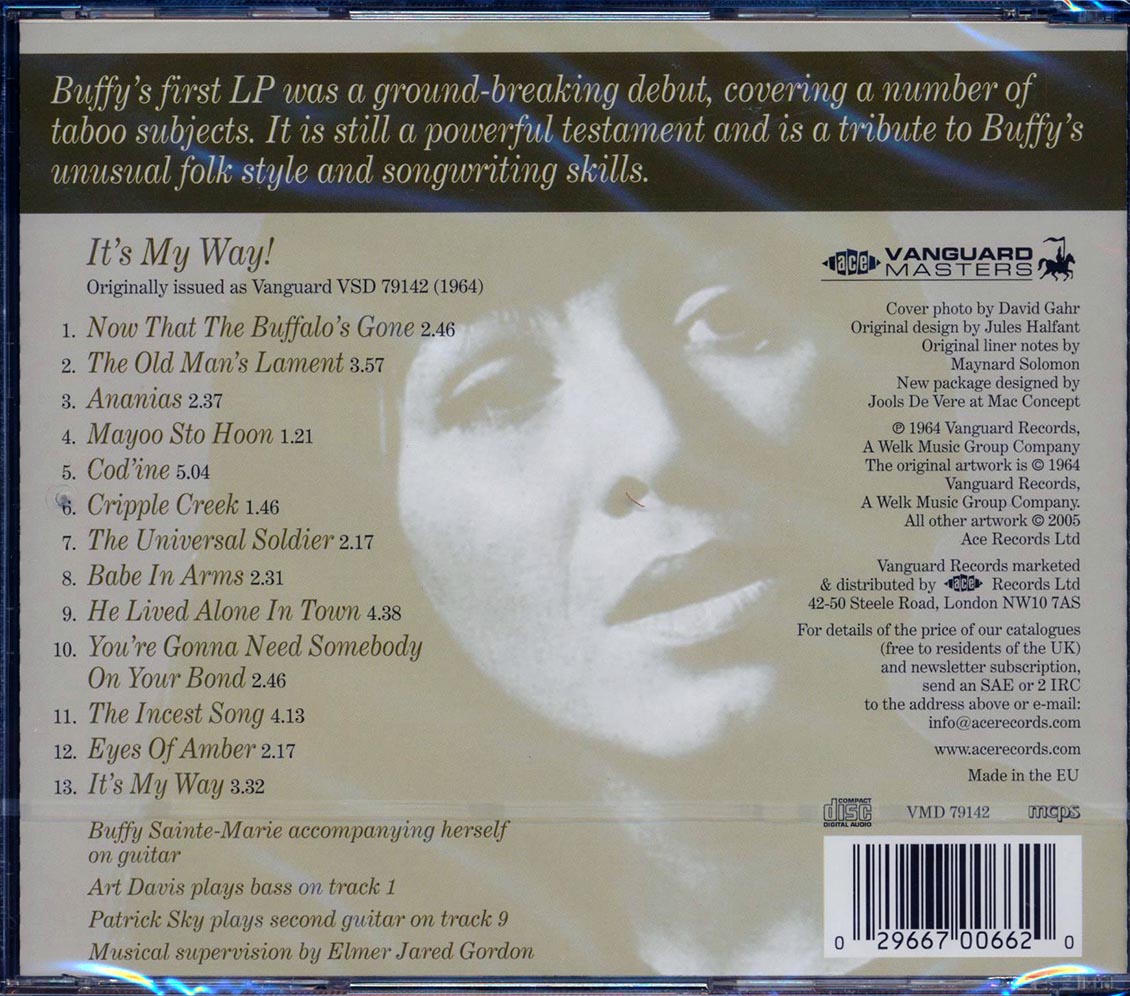 Buffy's first LP was a ground-breaking debut, covering a number of
taboo subjects. It is still a powerful testament and is a tribute to Buffy's
unusual folk style and songwriting skills.
It's My Way!
Originally issued as Vanguard VSD 79142 (1964)
1. Now That The Buffalo's Gone 2.46
2. The Old Man's Lament 3.57
3. Ananias 2.37
4. Mayoo Sto Hoon 1.21
5. Cod'ine 5.04
6. Cripple Creek 1.46
7. The Universal Soldier 2.17
8. Babe In Arms 2.31
9. He Lived Alone In Town 4.38
10. You're Gonna Need Somebody
On Your Bond 2.46
11. The Incest Song 4.13
12. Eyes Of Amber 2.17
13. It's My Way 3.32
Buffy Sainte-Marie accompanying herself
on guitar
Art Davis plays bass on track 1
Patrick Sky plays second guitar on track 9
Musical supervision by Elmer Jared Gordon
ace VANGUARD
MASTERS
Cover photo by David Gahr
Original design by Jules Halfant
Original liner notes by
Maynard Solomon
New package designed by
Jools De Vere at Mac Concept
℗ 1964 Vanguard Records,
A Welk Music Group Company
The original artwork is © 1964
Vanguard Records,
A Welk Music Group Company.
All other artwork © 2005
Ace Records Ltd
Vanguard Records marketed
& distributed by ace Records Ltd
42-50 Steele Road, London NW10 7AS
For details of the price of our catalogues
(free to residents of the UK)
and newsletter subscription,
send an SAE or 2 IRC
to the address above or e-mail:
info@acerecords.com
www.acerecords.com
Made in the EU
COMPACT
disc
DIGITAL AUDIO
VMD 79142
mcps
0 29667 00662 0